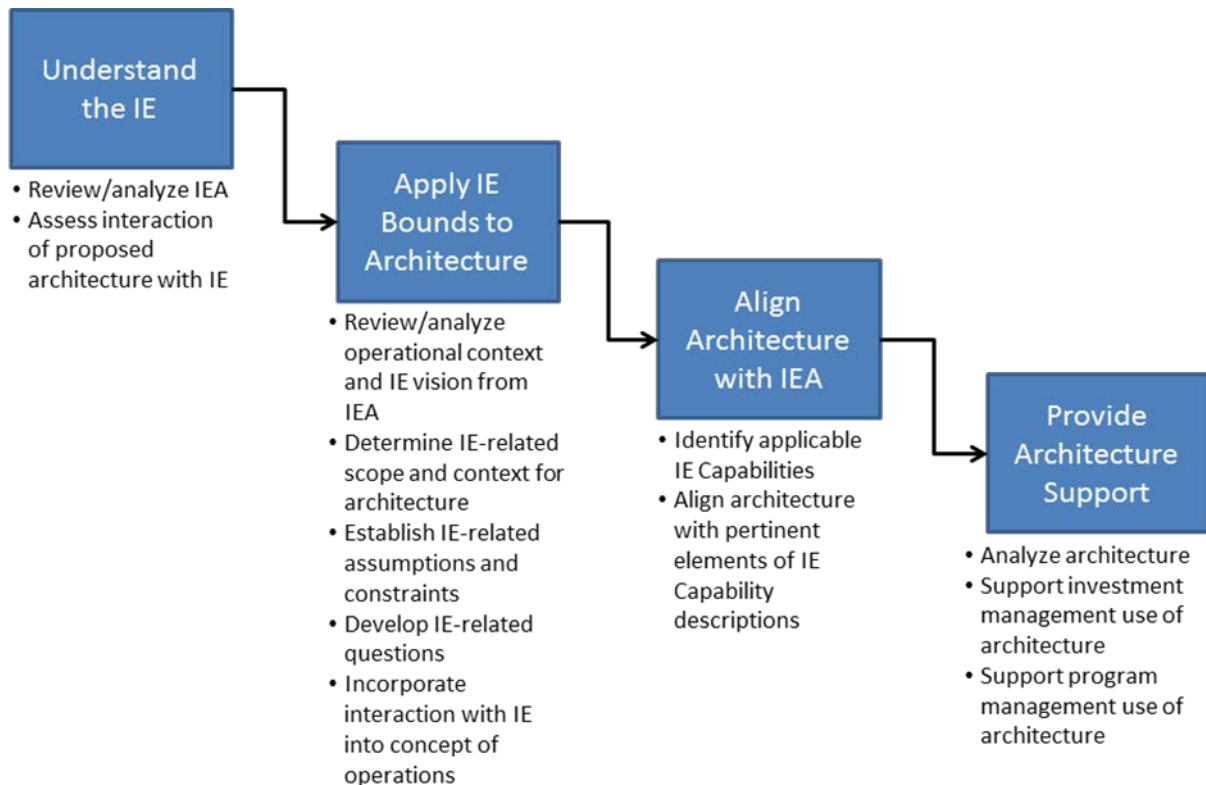 Understand
the IE
• Review/analyze IEA
• Assess interaction
of proposed
architecture with IE
Apply IE
Bounds to
Architecture
• Review/analyze
operational context
and IE vision from
IEA
• Determine IE-related
scope and context for
architecture
• Establish IE-related
assumptions and
constraints
• Develop IE-related
questions
• Incorporate
interaction with IE
into concept of
operations
Align
Architecture
with IEA
• Identify applicable
IE Capabilities
• Align architecture
with pertinent
elements of IE
Capability
descriptions
Provide
Architecture
Support
• Analyze architecture
• Support investment
management use of
architecture
• Support program
management use of
architecture